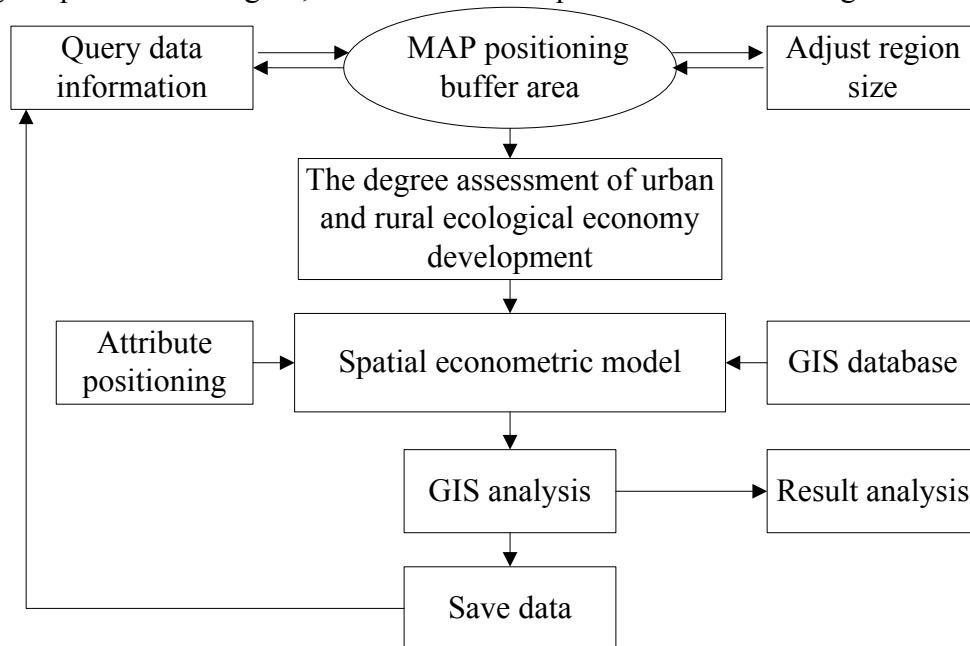 Query data
information
MAP positioning
buffer area
Adjust region
size
The degree assessment of urban
and rural ecological economy
development
Attribute
positioning
Spatial econometric model
GIS database
GIS analysis
Result analysis
Save data